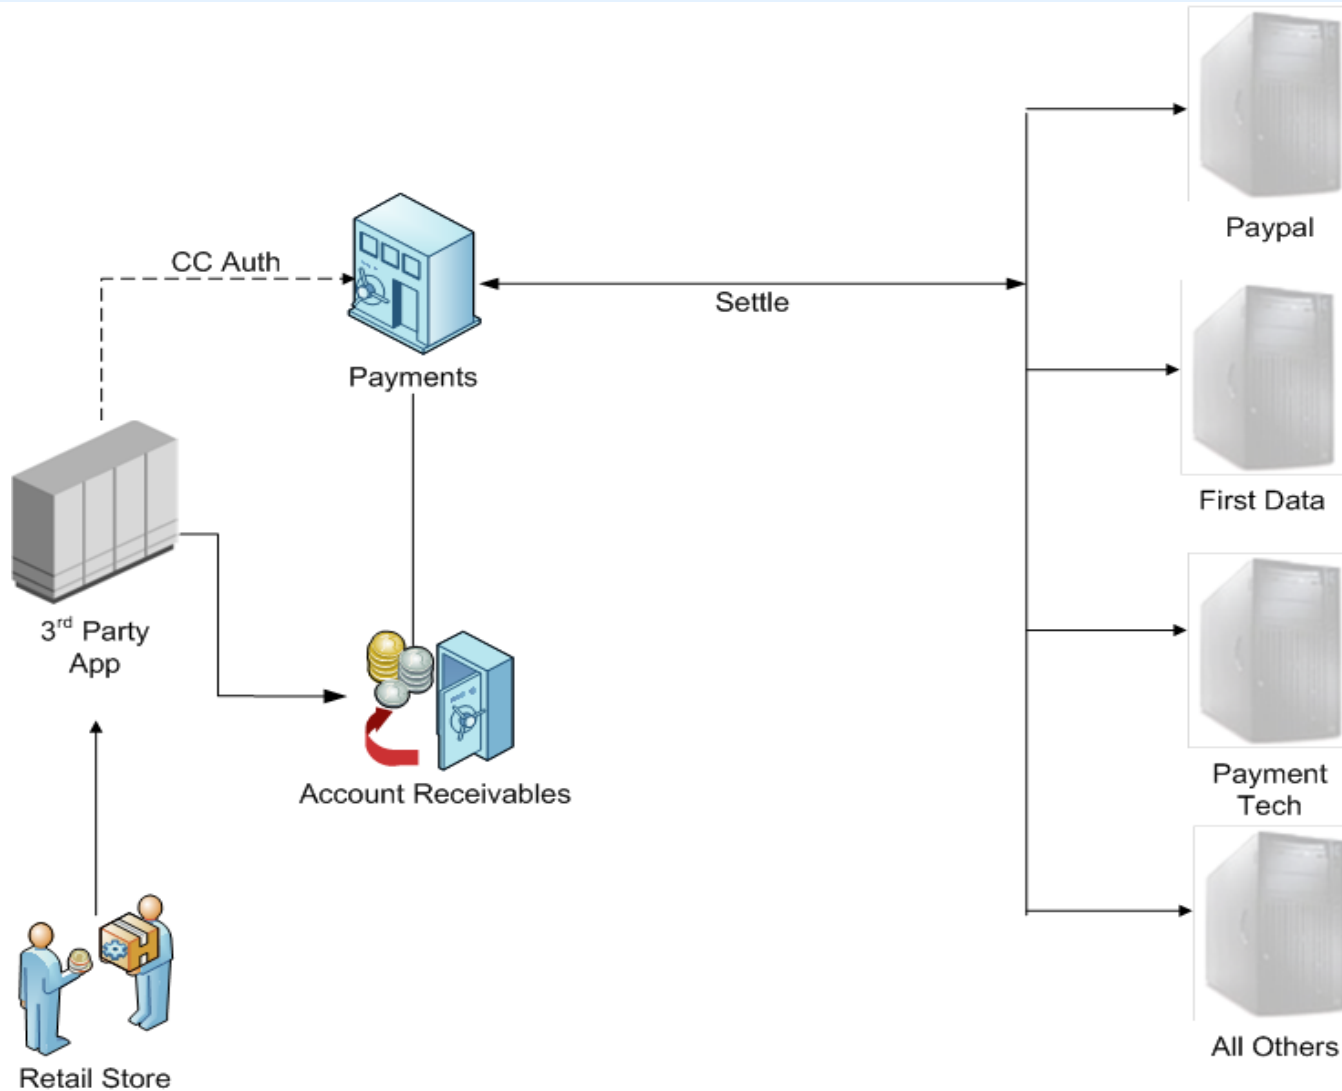 Paypal
CC Auth
Settle
Payments
First Data
3rd Party
App
Account Receivables
Payment
Tech
All Others
Retail Store